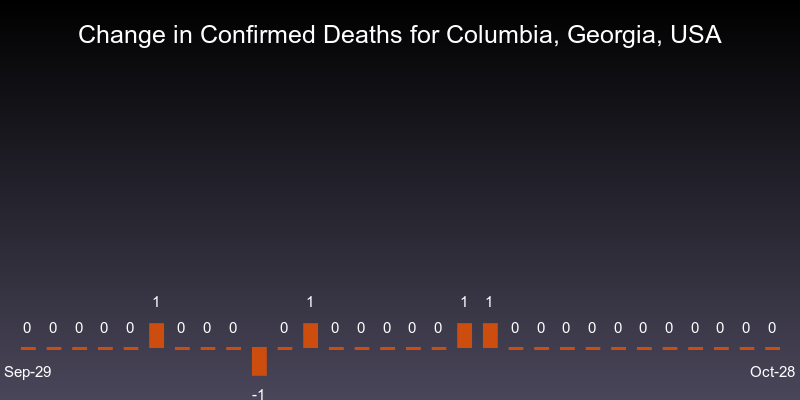 Change in Confirmed Deaths for Columbia, Georgia, USA
1 1 1 1
0 0 0 0 0 0 0 0 0 0 0 0 0 0 0 0 0 0 0 0 0 0 0 0 0
Sep-29 Oct-28
-1